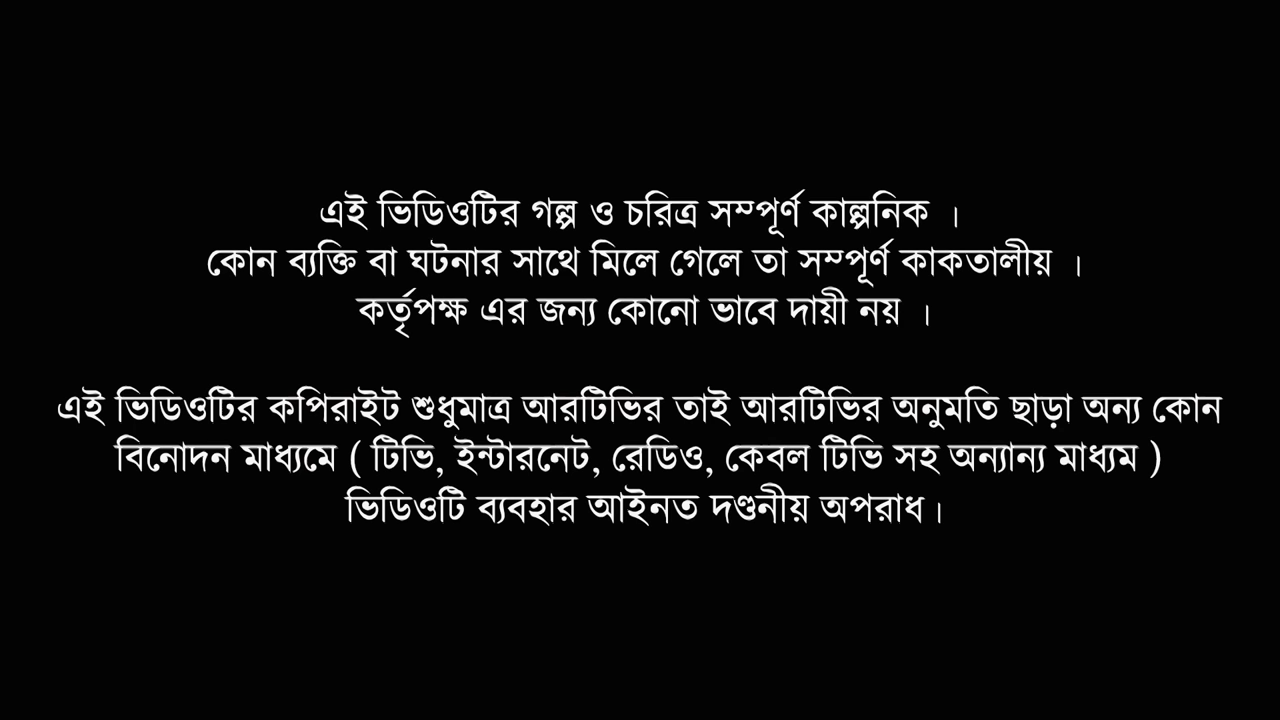 এই ভিডিওটির গল্প ও চরিত্র সম্পূর্ণ কাল্পনিক ।
কোন ব্যক্তি বা ঘটনার সাথে মিলে গেলে তা সম্পূর্ণ কাকতালীয় ।
কর্তৃপক্ষ এর জন্য কোনো ভাবে দায়ী নয় ।
এই ভিডিওটির কপিরাইট শুধুমাত্র আরটিভির তাই আরটিভির অনুমতি ছাড়া অন্য কোন
বিনোদন মাধ্যমে ( টিভি, ইন্টারনেট, রেডিও, কেবল টিভি সহ অন্যান্য মাধ্যম )
ভিডিওটি ব্যবহার আইনত দণ্ডনীয় অপরাধ।